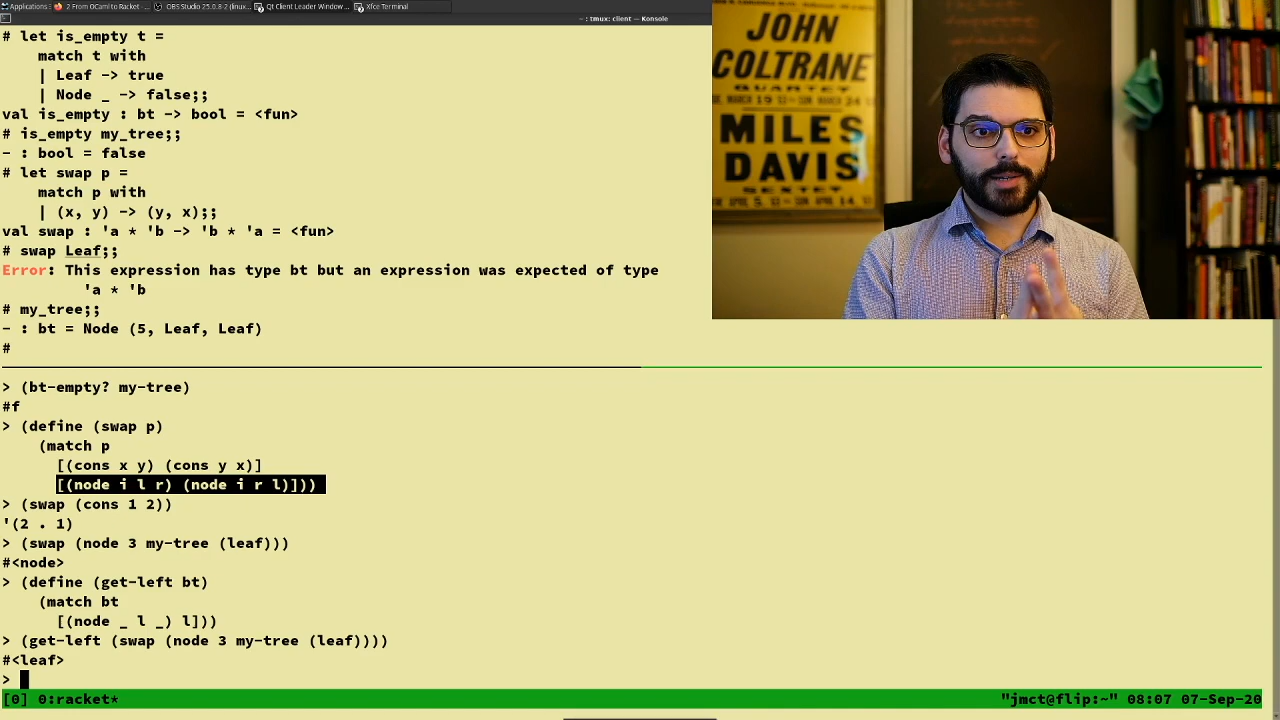 Applications
2 From OCaml to Racket - ...
OBS Studio 25.0.8-2 (linux...
Qt Client Leader Window...
Xfce Terminal
~ : tmux: client — Konsole
# let is_empty t =
match t with
| Leaf -> true
| Node _ -> false;;
val is_empty : bt -> bool = <fun>
# is_empty my_tree;;
- : bool = false
# let swap p =
match p with
| (x, y) -> (y, x);;
val swap : 'a * 'b -> 'b * 'a = <fun>
# swap Leaf;;
Error: This expression has type bt but an expression was expected of type
'a * 'b
# my_tree;;
- : bt = Node (5, Leaf, Leaf)
#
JOHN
COLTRANE
QUARTET
MILES
DAVIS
SEXTET
> (bt-empty? my-tree)
#f
> (define (swap p)
(match p
[(cons x y) (cons y x)]
[(node i l r) (node i r l)]))
> (swap (cons 1 2))
'(2 . 1)
> (swap (node 3 my-tree (leaf)))
#<node>
> (define (get-left bt)
(match bt
[(node _ l _) l]))
> (get-left (swap (node 3 my-tree (leaf))))
#<leaf>
>
[0] 0:racket*
"jmct@flip:~" 08:07 07-Sep-20